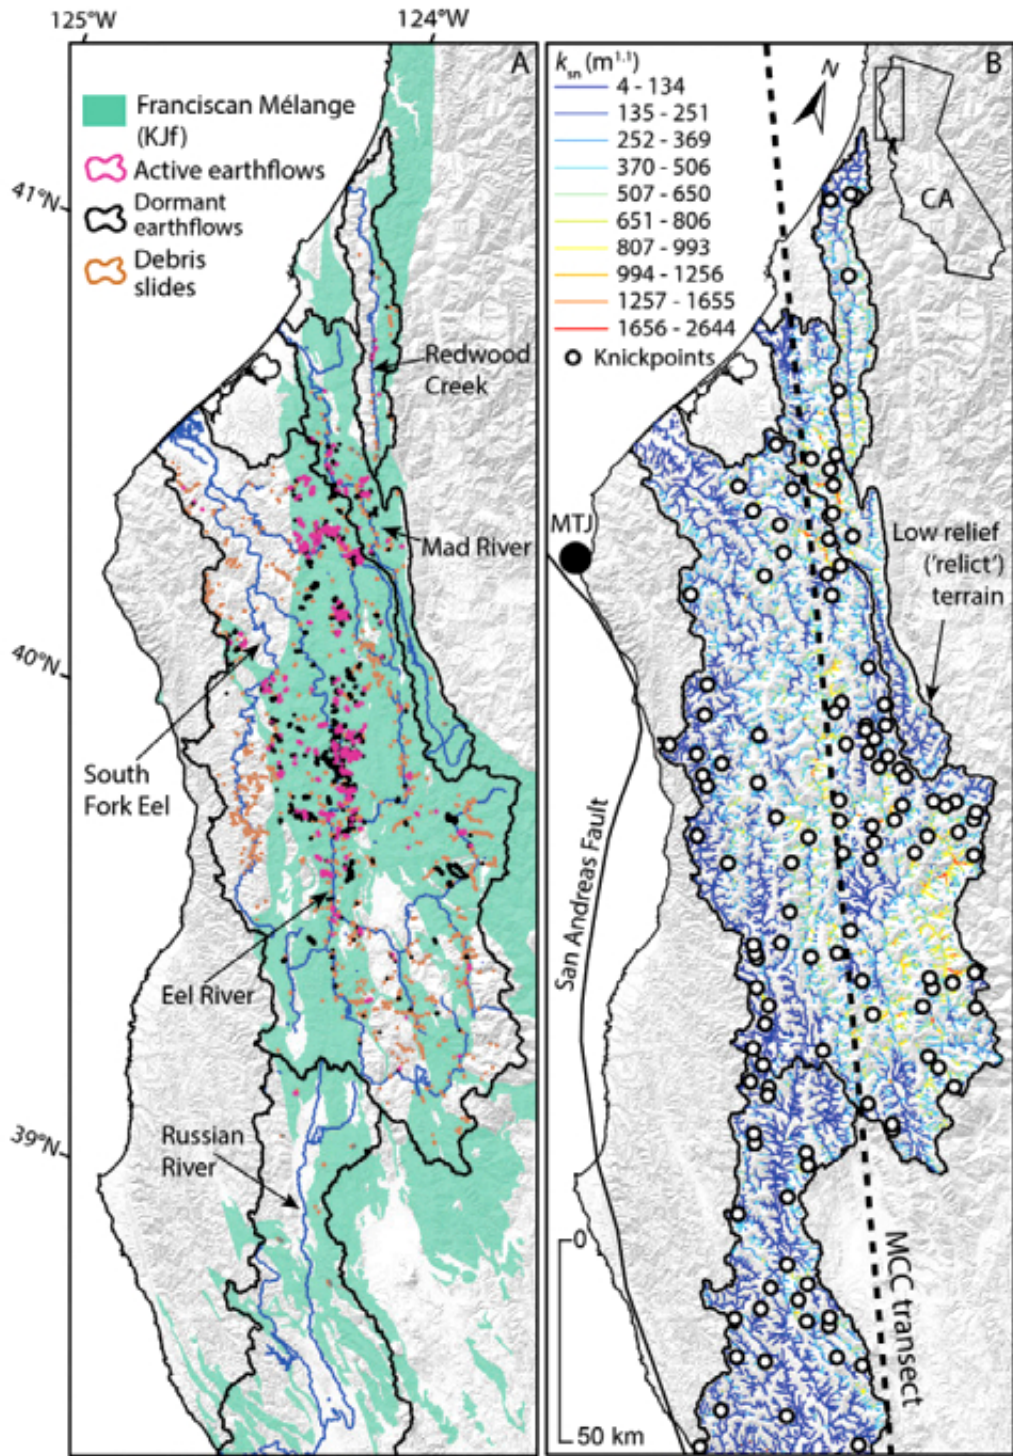 125°W
124°W
A
Franciscan Mélange
(KJf)
Active earthflows
Dormant
earthflows
Debris
slides
41°N
40°N
39°N
Redwood
Creek
Mad River
South
Fork Eel
Eel River
Russian
River
B
ksn (m1.1)
4 - 134
135 - 251
252 - 369
370 - 506
507 - 650
651 - 806
807 - 993
994 - 1256
1257 - 1655
1656 - 2644
Knickpoints
N
CA
MTJ
Low relief
('relict')
terrain
San Andreas Fault
MCC transect
0
50 km